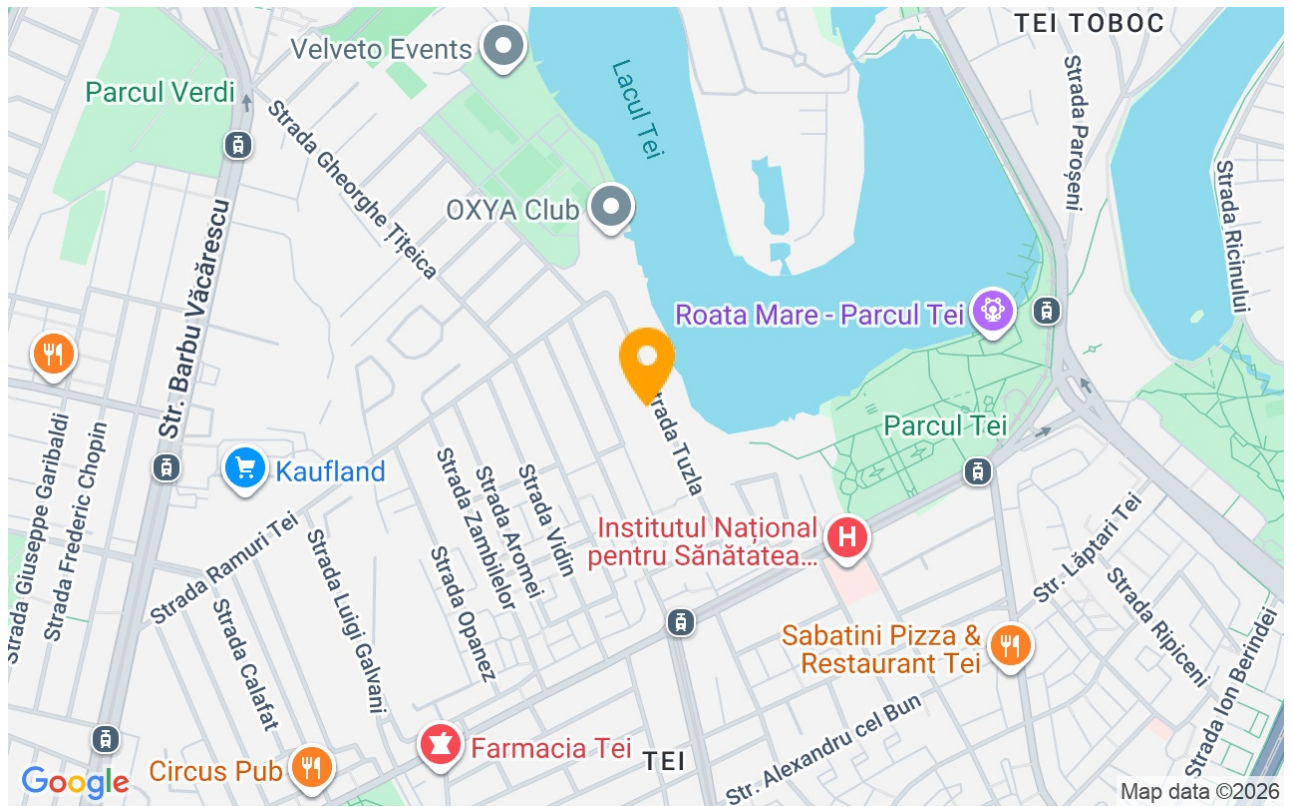 TEI TOBOC
Velveto Events
Parcul Verdi
Lacul Tei
Strada Paroșeni
Strada Gheorghe Țițeica
Strada Ricinului
OXYA Club
Str. Barbu Văcărescu
Roata Mare - Parcul Tei
Strada Tuzla
Parcul Tei
Strada Giuseppe Garibaldi
Strada Frederic Chopin
Kaufland
Strada Zambilelor
Strada Aromei
Strada Vidin
Strada Ramuri Tei
Institutul Național
pentru Sănătatea...
Str. Lăptari Tei
Strada Luigi Galvani
Strada Opanez
Strada Calafat
Strada Ripiceni
Sabatini Pizza &
Restaurant Tei
Strada Ion Berindei
Str. Alexandru cel Bun
Farmacia Tei
TEI
Circus Pub
Google
Map data ©2026